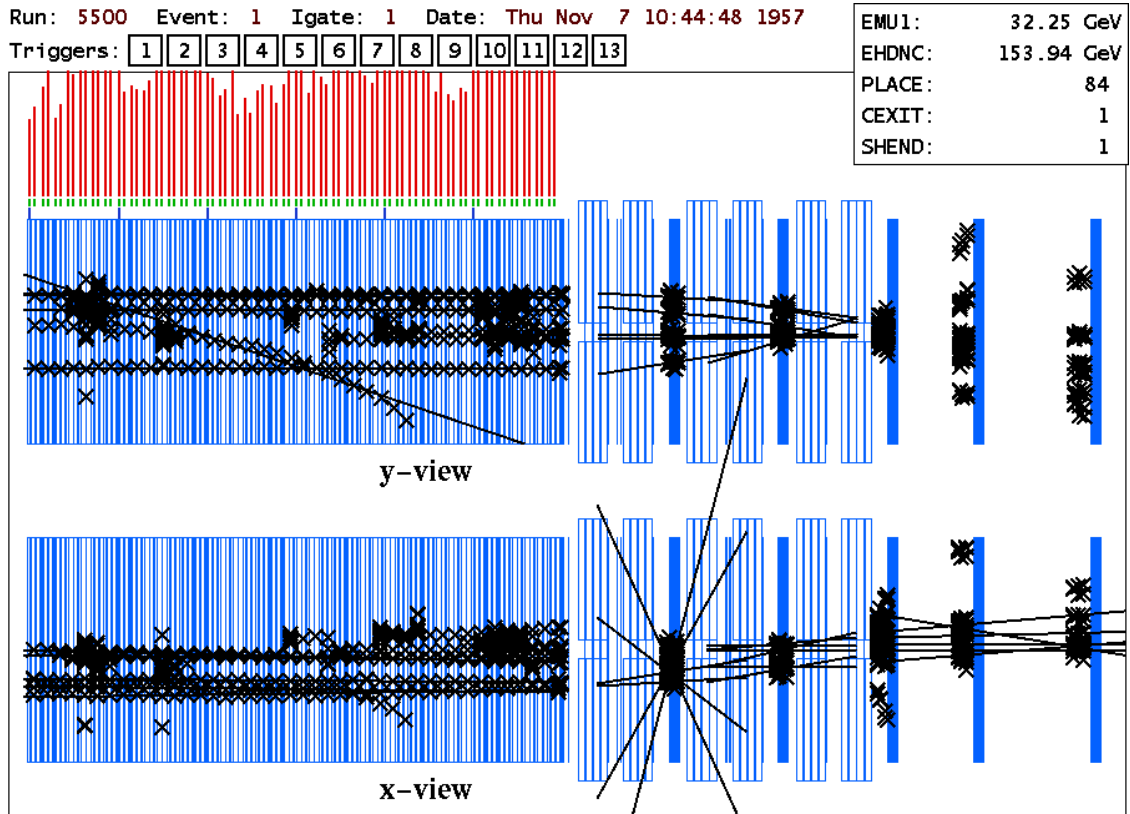 Run: 5500 Event: 1 Igate: 1 Date: Thu Nov 7 10:44:48 1957
Triggers: 1 2 3 4 5 6 7 8 9 10 11 12 13
EMU1: 32.25 GeV
EHDNC: 153.94 GeV
PLACE: 84
CEXIT: 1
SHEND: 1
y-view
x-view